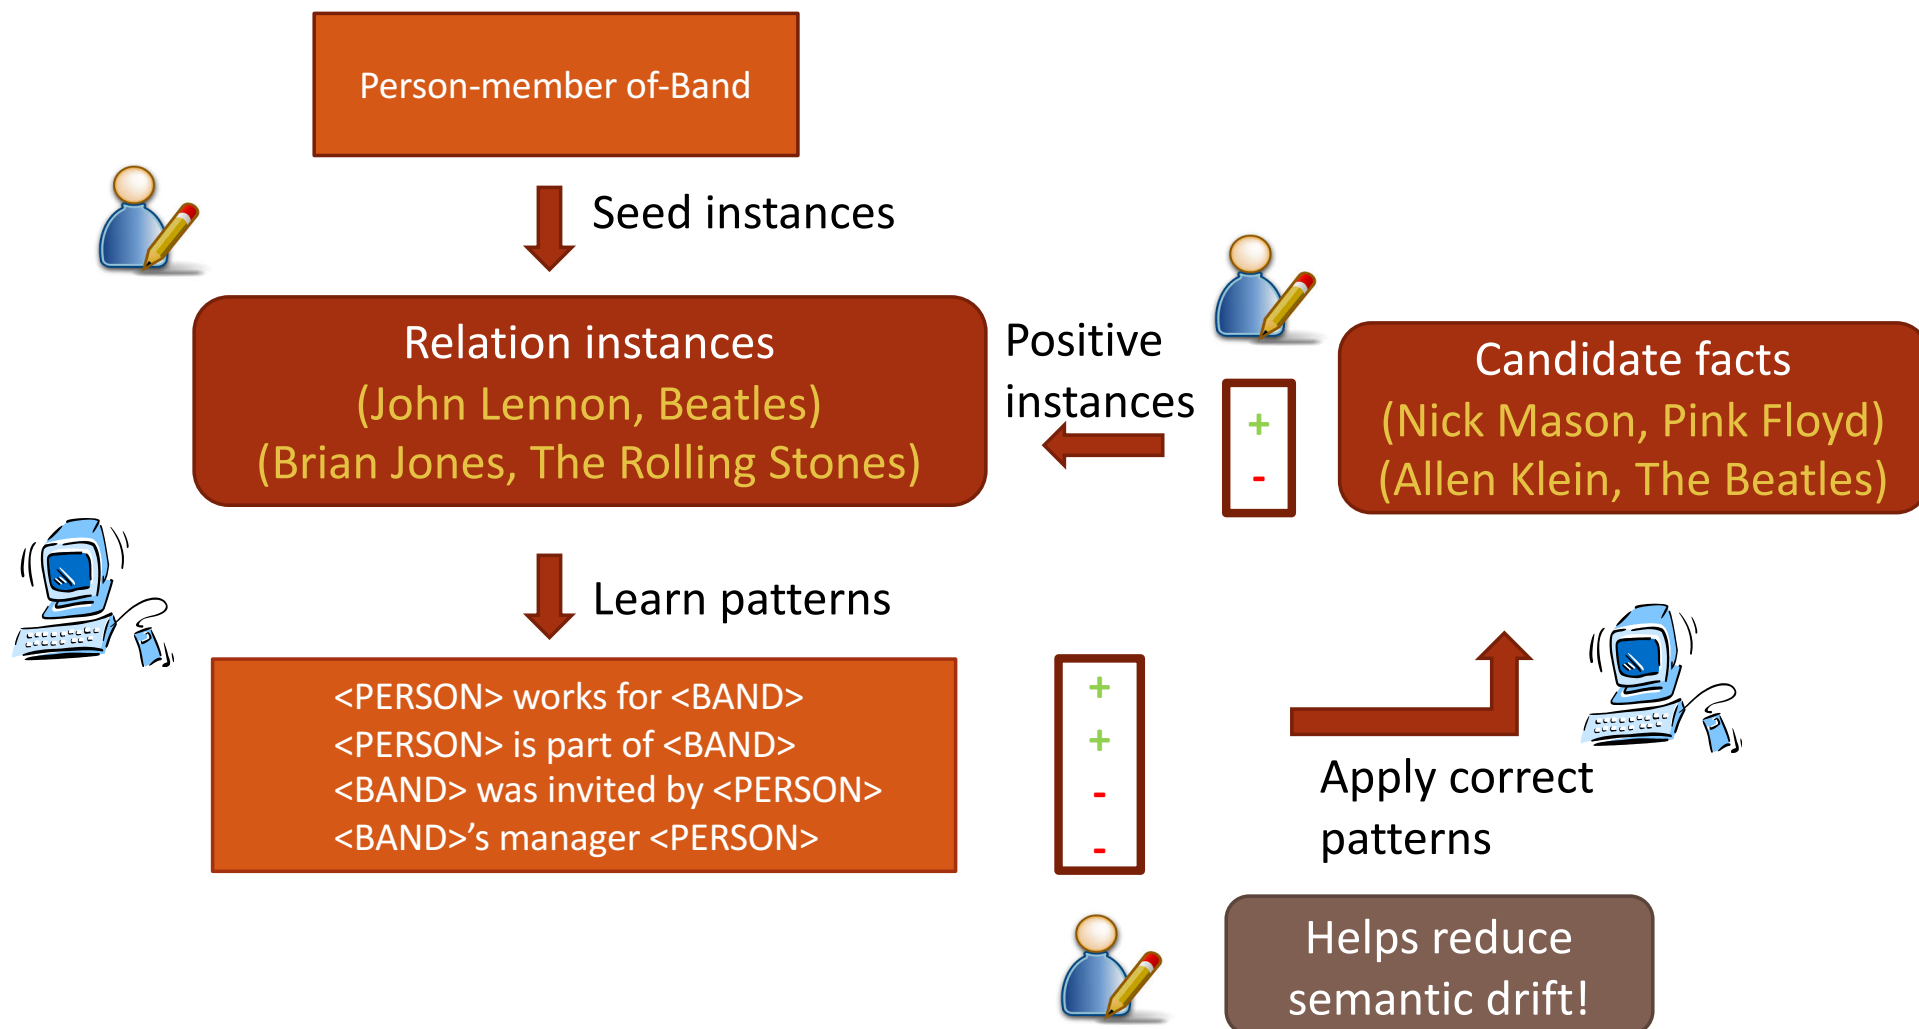 Person-member of-Band
Seed instances
Relation instances
(John Lennon, Beatles)
(Brian Jones, The Rolling Stones)
Positive
instances
+
-
Candidate facts
(Nick Mason, Pink Floyd)
(Allen Klein, The Beatles)
Learn patterns
<PERSON> works for <BAND>
<PERSON> is part of <BAND>
<BAND> was invited by <PERSON>
<BAND>’s manager <PERSON>
+
+
-
-
Apply correct
patterns
Helps reduce
semantic drift!